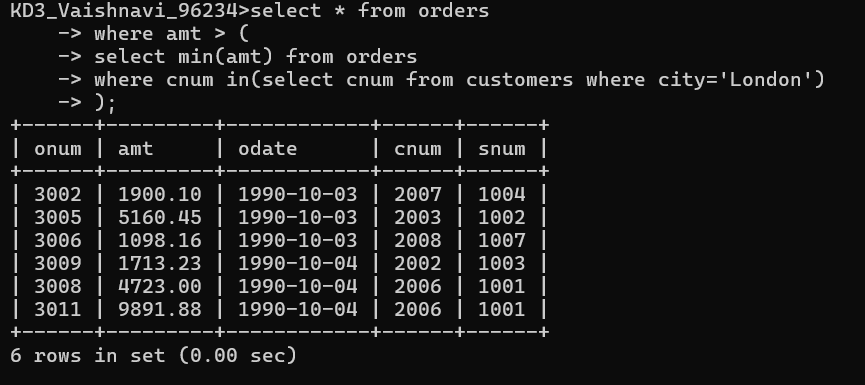 KD3_Vaishnavi_96234>select * from orders
    -> where amt > (
    -> select min(amt) from orders
    -> where cnum in(select cnum from customers where city='London')
    -> );
+------+---------+------------+------+------+
| onum | amt     | odate      | cnum | snum |
+------+---------+------------+------+------+
| 3002 | 1900.10 | 1990-10-03 | 2007 | 1004 |
| 3005 | 5160.45 | 1990-10-03 | 2003 | 1002 |
| 3006 | 1098.16 | 1990-10-03 | 2008 | 1007 |
| 3009 | 1713.23 | 1990-10-04 | 2002 | 1003 |
| 3008 | 4723.00 | 1990-10-04 | 2006 | 1001 |
| 3011 | 9891.88 | 1990-10-04 | 2006 | 1001 |
+------+---------+------------+------+------+
6 rows in set (0.00 sec)